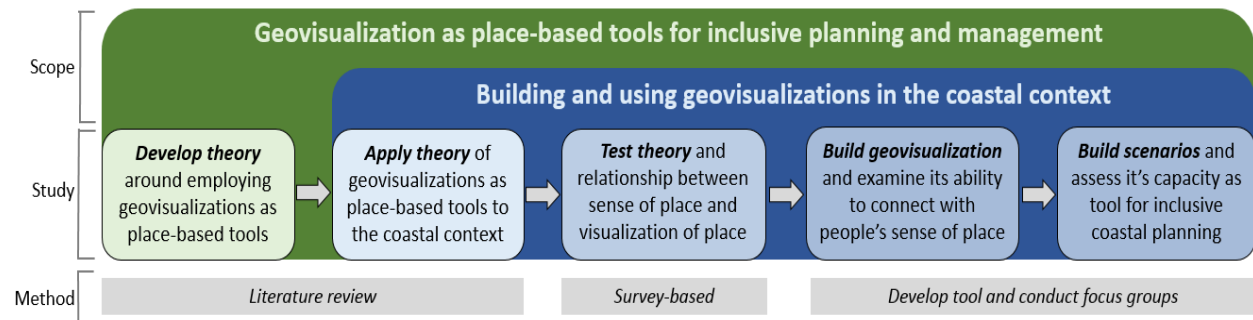 Geovisualization as place-based tools for inclusive planning and management
Scope
Building and using geovisualizations in the coastal context
Study
Develop theory
around employing
geovisualizations as
place-based tools
Apply theory of
geovisualizations as
place-based tools to
the coastal context
Test theory and
relationship between
sense of place and
visualization of place
Build geovisualization
and examine its ability
to connect with
people's sense of place
Build scenarios and
assess it's capacity as
tool for inclusive
coastal planning
Method
Literature review
Survey-based
Develop tool and conduct focus groups